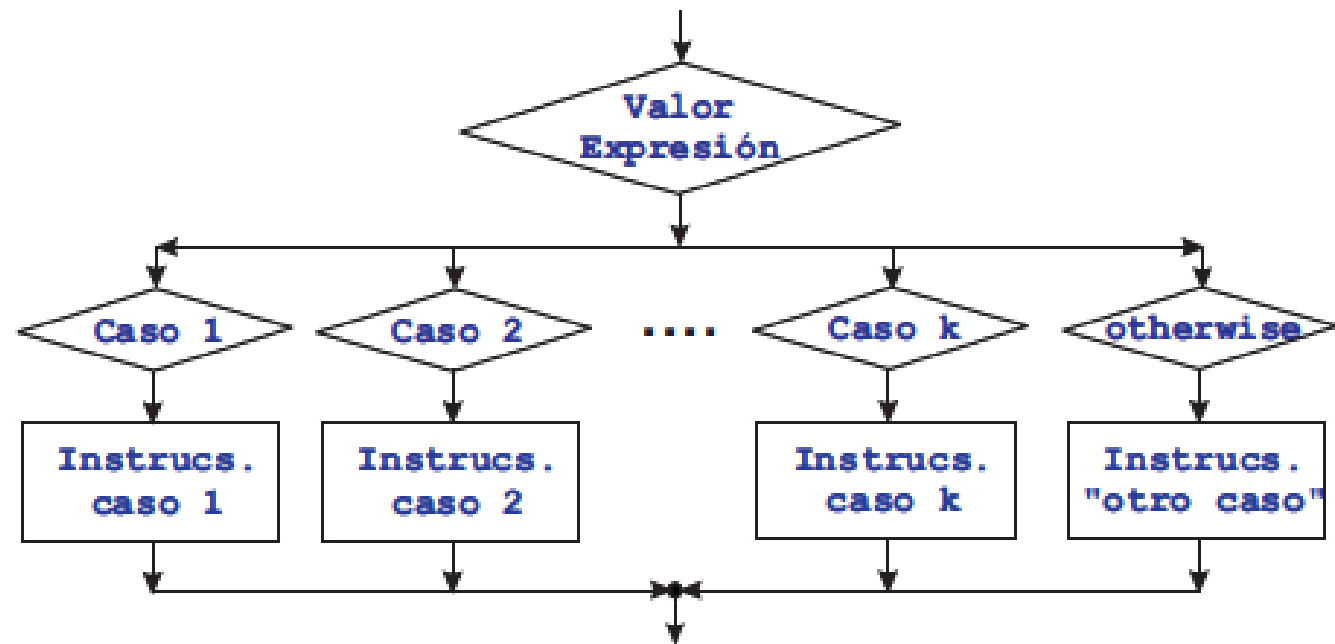 Valor
Expresión
Caso 1
Caso 2
....
Caso k
otherwise
Instrucs.
caso 1
Instrucs.
caso 2
Instrucs.
caso k
Instrucs.
"otro caso"